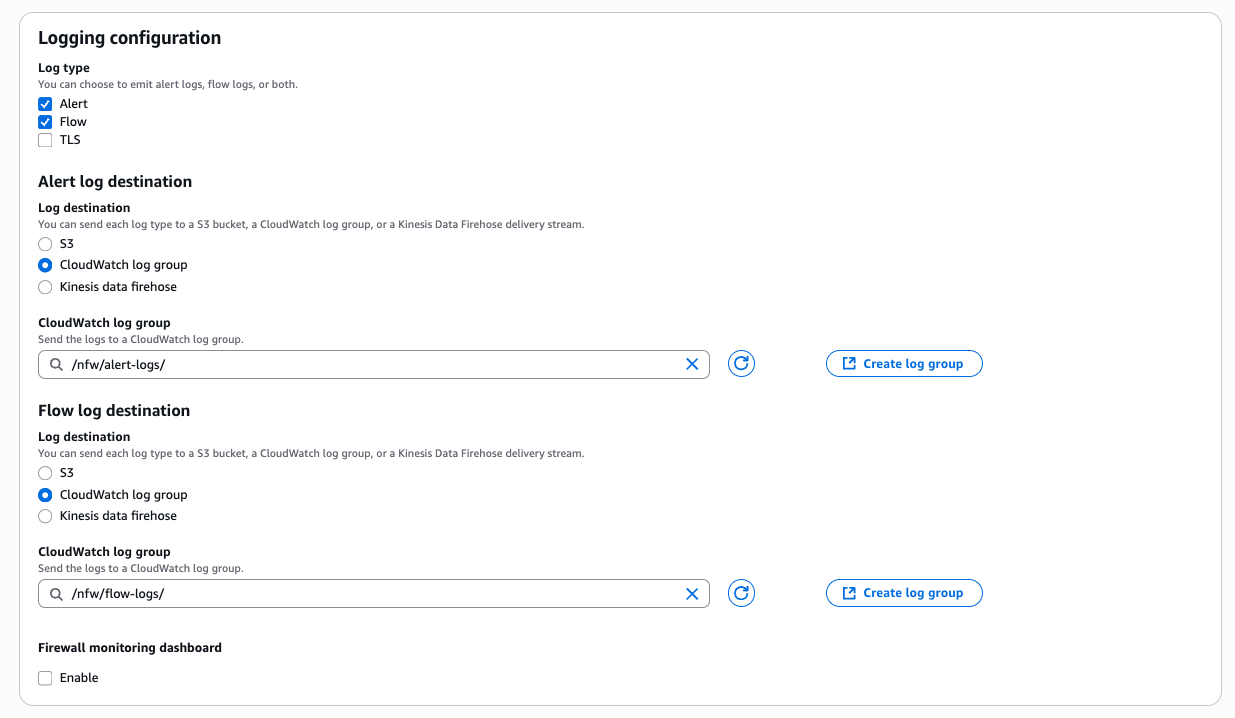 Logging configuration
Log type
You can choose to emit alert logs, flow logs, or both.
Alert
Flow
TLS
Alert log destination
Log destination
You can send each log type to a S3 bucket, a CloudWatch log group, or a Kinesis Data Firehose delivery stream.
S3
CloudWatch log group
Kinesis data firehose
CloudWatch log group
Send the logs to a CloudWatch log group.
/nfw/alert-logs/ Create log group
Flow log destination
Log destination
You can send each log type to a S3 bucket, a CloudWatch log group, or a Kinesis Data Firehose delivery stream.
S3
CloudWatch log group
Kinesis data firehose
CloudWatch log group
Send the logs to a CloudWatch log group.
/nfw/flow-logs/ Create log group
Firewall monitoring dashboard
Enable